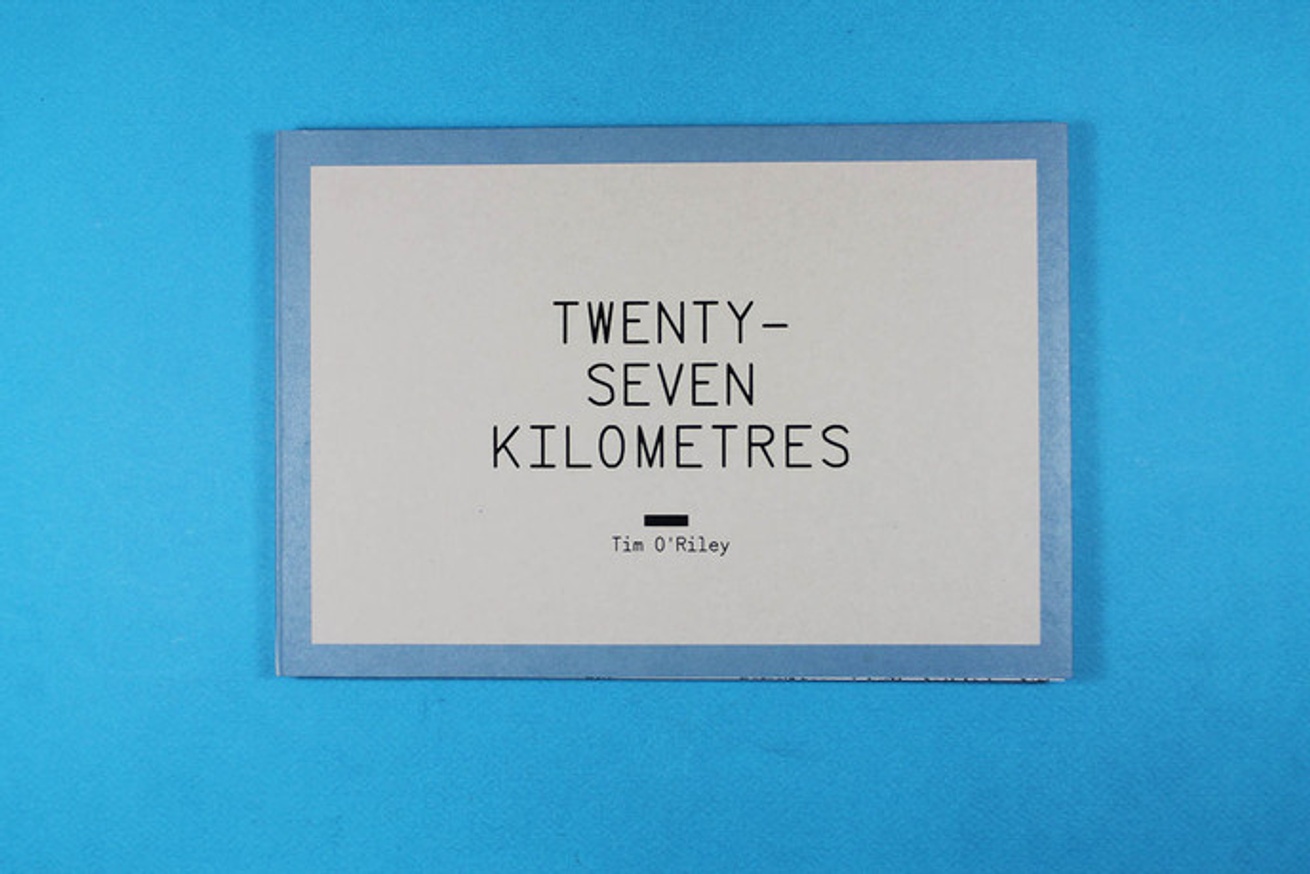 TWENTY-
SEVEN
KILOMETRES
Tim O'Riley